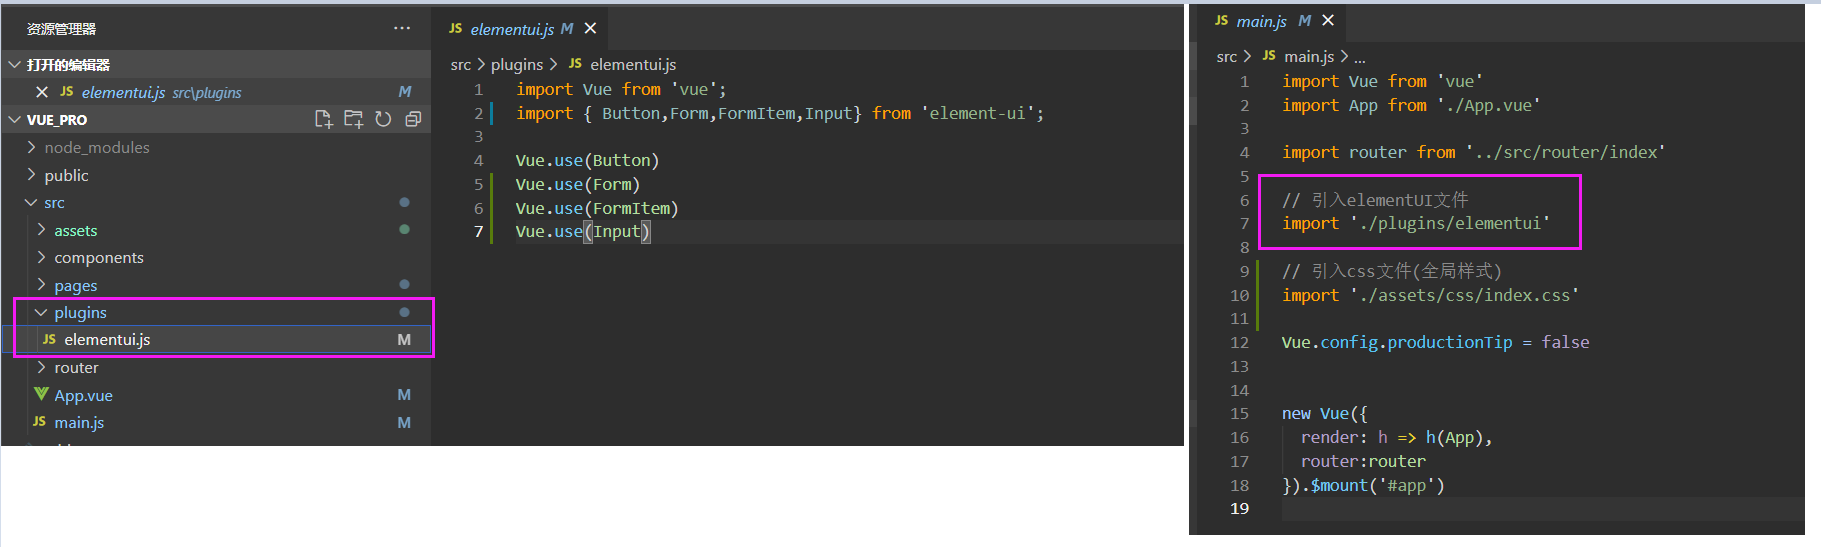 资源管理器 ...
打开的编辑器
JS elementui.js src\plugins M
VUE_PRO
node_modules
public
src
assets
components
pages
plugins
JS elementui.js M
router
App.vue M
JS main.js M
JS elementui.js M
src > plugins > JS elementui.js
1 import Vue from 'vue';
2 import { Button,Form,FormItem,Input} from 'element-ui';
3
4 Vue.use(Button)
5 Vue.use(Form)
6 Vue.use(FormItem)
7 Vue.use(Input)
JS main.js M
src > JS main.js > ...
1 import Vue from 'vue'
2 import App from './App.vue'
3
4 import router from '../src/router/index'
5
6 // 引入elementUI文件
7 import './plugins/elementui'
8
9 // 引入css文件(全局样式)
10 import './assets/css/index.css'
11
12 Vue.config.productionTip = false
13
14
15 new Vue({
16 render: h => h(App),
17 router:router
18 }).$mount('#app')
19